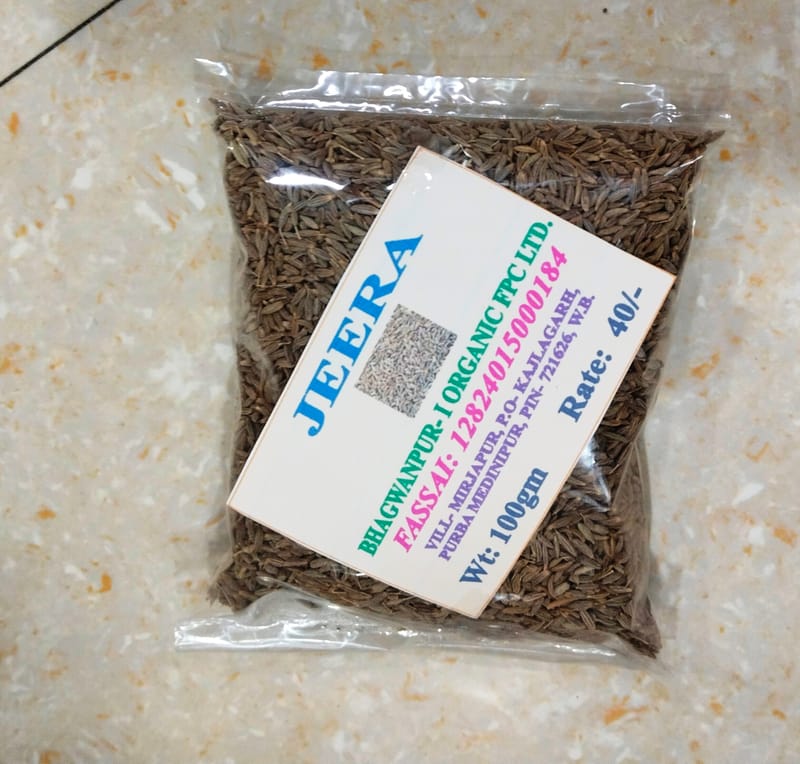 JEERA
BHAGWANPUR- I ORGANIC FPC LTD.
FASSAI: 12824015000184
VILL- MIRJAPUR, P.O- KAJLAGARH,
PURBA MEDINIPUR, PIN- 721626, W.B.
Wt: 100gm Rate: 40/-